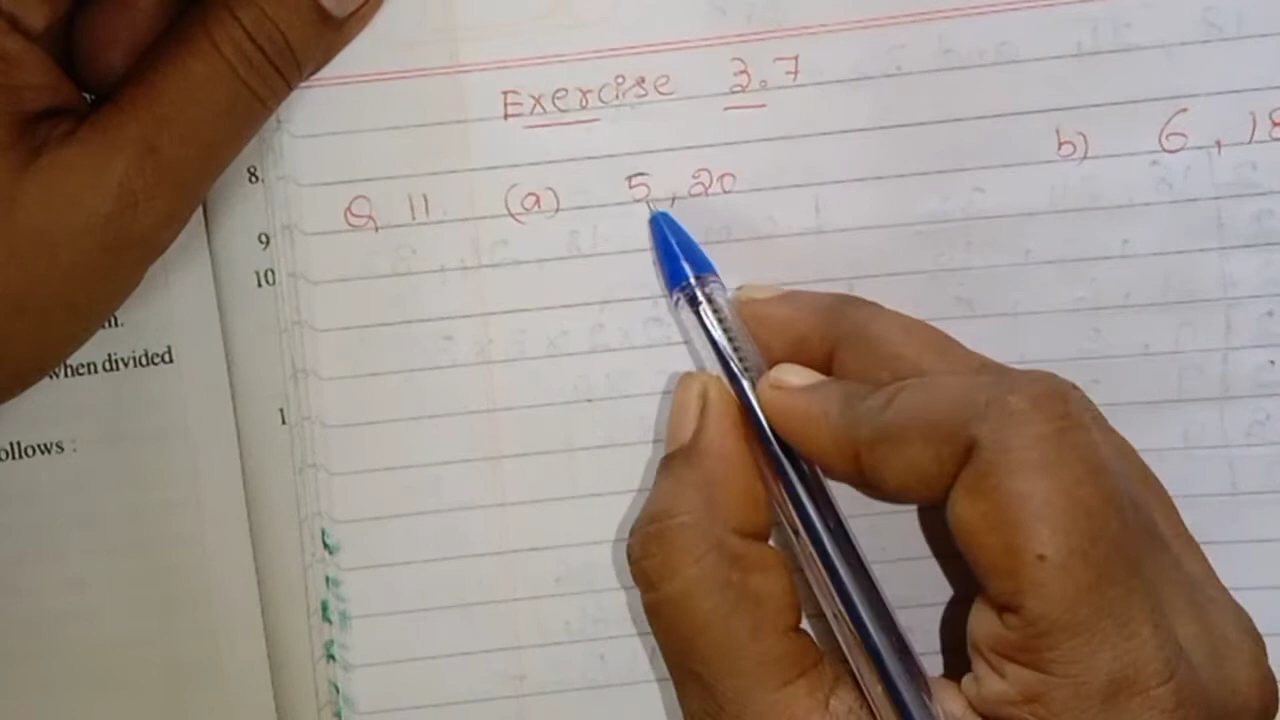 Exercise 3.7
b) 6, 18
8.
Q 11. (a) 5, 20
9
10
when divided
1
ollows :